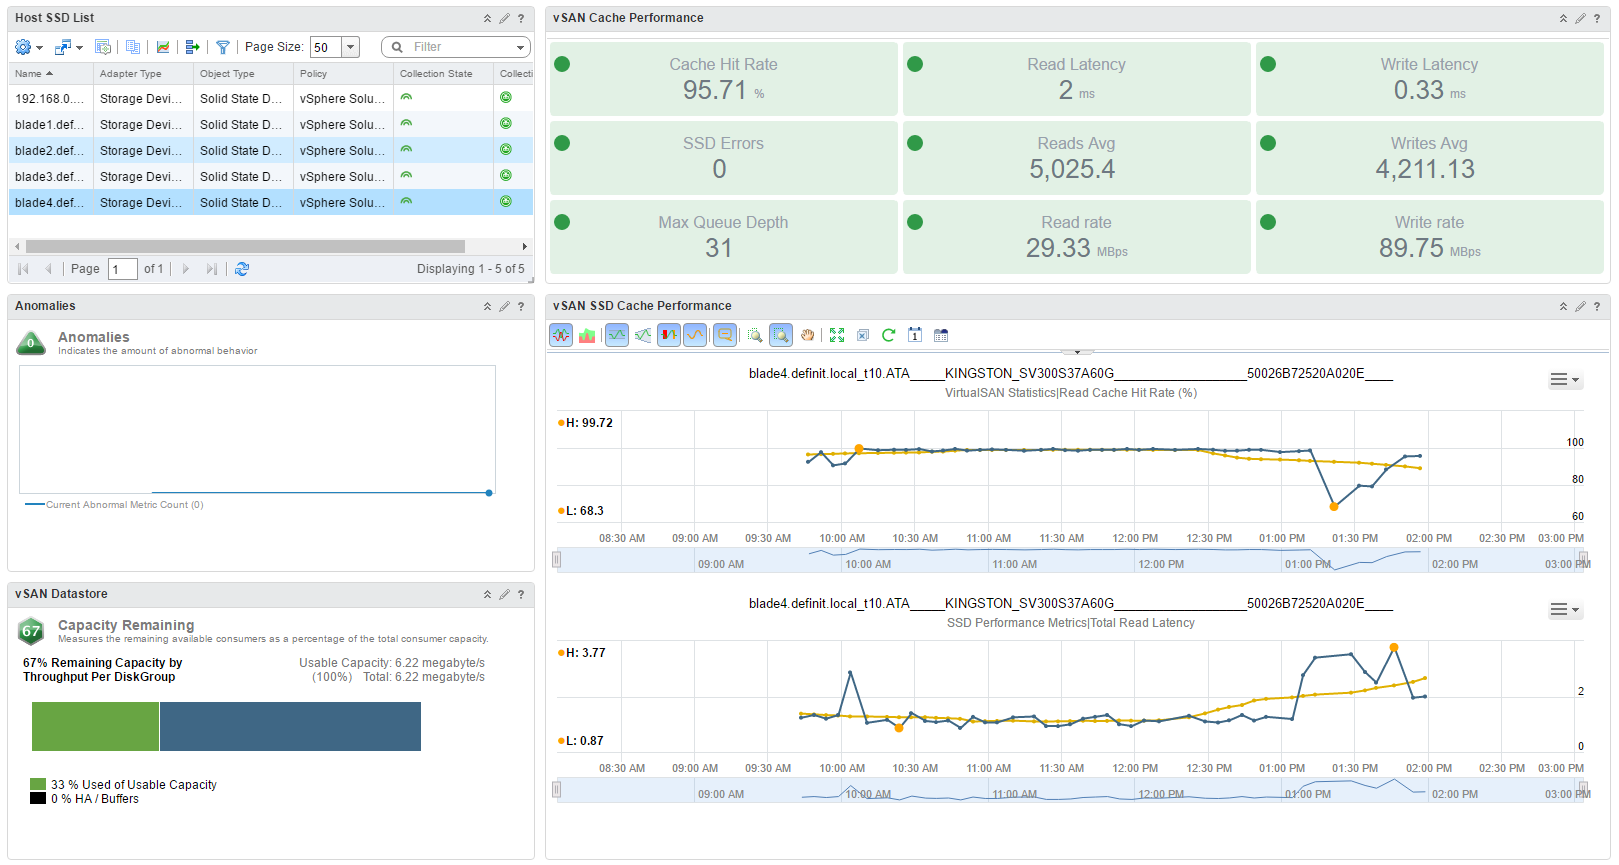 Host SSD List
?
Page Size: 50
Filter
Name Adapter Type Object Type Policy Collection State Collecti
192.168.0.... Storage Devi... Solid State D... vSphere Solu...
blade1.def... Storage Devi... Solid State D... vSphere Solu...
blade2.def... Storage Devi... Solid State D... vSphere Solu...
blade3.def... Storage Devi... Solid State D... vSphere Solu...
blade4.def... Storage Devi... Solid State D... vSphere Solu...
Page 1 of 1 Displaying 1 - 5 of 5
vSAN Cache Performance
?
Cache Hit Rate
95.71 %
Read Latency
2 ms
Write Latency
0.33 ms
SSD Errors
0
Reads Avg
5,025.4
Writes Avg
4,211.13
Max Queue Depth
31
Read rate
29.33 MBps
Write rate
89.75 MBps
Anomalies
?
0
Anomalies
Indicates the amount of abnormal behavior
Current Abnormal Metric Count (0)
vSAN Datastore
?
67
Capacity Remaining
Measures the remaining available consumers as a percentage of the total consumer capacity.
67% Remaining Capacity by
Throughput Per DiskGroup
Usable Capacity: 6.22 megabyte/s
(100%) Total: 6.22 megabyte/s
33 % Used of Usable Capacity
0 % HA / Buffers
vSAN SSD Cache Performance
?
1
blade4.definit.local_t10.ATA_____KINGSTON_SV300S37A60G___________________50026B72520A020E____
VirtualSAN Statistics|Read Cache Hit Rate (%)
H: 99.72
L: 68.3
100
80
60
08:30 AM 09:00 AM 09:30 AM 10:00 AM 10:30 AM 11:00 AM 11:30 AM 12:00 PM 12:30 PM 01:00 PM 01:30 PM 02:00 PM 02:30 PM 03:00 PM
09:00 AM 10:00 AM 11:00 AM 12:00 PM 01:00 PM 02:00 PM 03:00 PM
blade4.definit.local_t10.ATA_____KINGSTON_SV300S37A60G___________________50026B72520A020E____
SSD Performance Metrics|Total Read Latency
H: 3.77
L: 0.87
2
0
08:30 AM 09:00 AM 09:30 AM 10:00 AM 10:30 AM 11:00 AM 11:30 AM 12:00 PM 12:30 PM 01:00 PM 01:30 PM 02:00 PM 02:30 PM 03:00 PM
09:00 AM 10:00 AM 11:00 AM 12:00 PM 01:00 PM 02:00 PM 03:00 PM